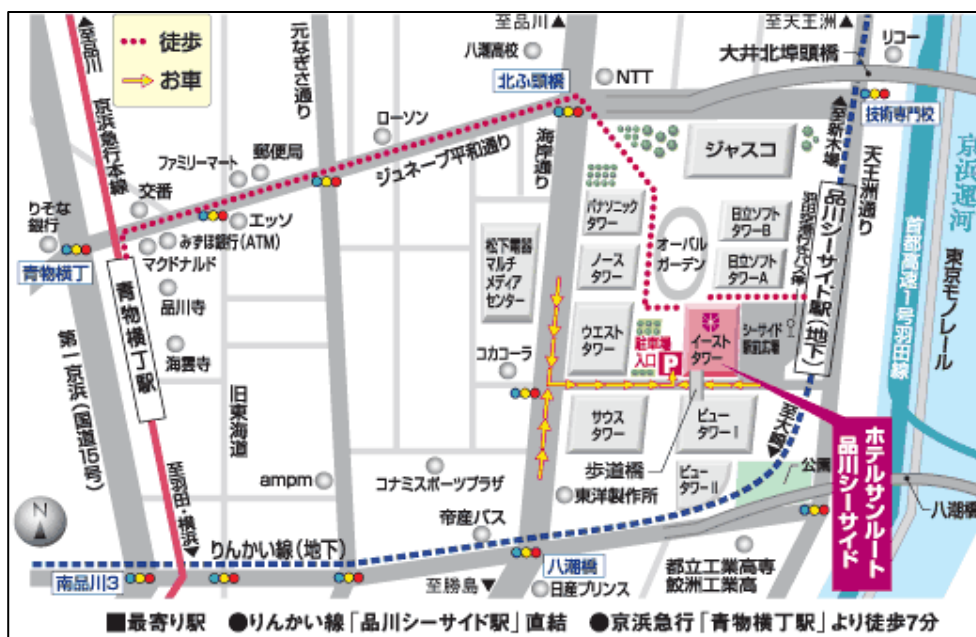 徒歩
お車
至品川▲
京浜急行本線
元なぎさ通り
至品川▲
八潮高校
北ふ頭橋
NTT
至天王洲▲
リコー
大井北埠頭橋
技術専門校
ローソン
ジュネーブ平和通り
海岸通り
郵便局
ファミリーマート
交番
エッソ
みずほ銀行(ATM)
マクドナルド
りそな
銀行
青物横丁
青物横丁駅
品川寺
海雲寺
第一京浜(国道15号)
旧東海道
至羽田・横浜▼
ジャスコ
パナソニック
タワー
ノース
タワー
ウエスト
タワー
オーバル
ガーデン
日立ソフト
タワーB
日立ソフト
タワーA
松下電器
マルチ
メディア
センター
コカコーラ
駐車場
入口
P
イースト
タワー
シーサイド
駅前広場
品川シーサイド駅(地下)
▲至新木場
天王洲通り
首都高速1号羽田線
東京モノレール
京浜運河
サウス
タワー
ビュー
タワーI
ビュー
タワーII
歩道橋
至大崎▼
公園
八潮橋
ホテルサンルート
品川シーサイド
ampm
コナミスポーツプラザ
東洋製作所
帝産バス
りんかい線(地下)
N
南品川3
至勝島▼
八潮橋
日産プリンス
都立工業高専
鮫洲工業高
■最寄り駅 ●りんかい線「品川シーサイド駅」直結 ●京浜急行「青物横丁駅」より徒歩7分